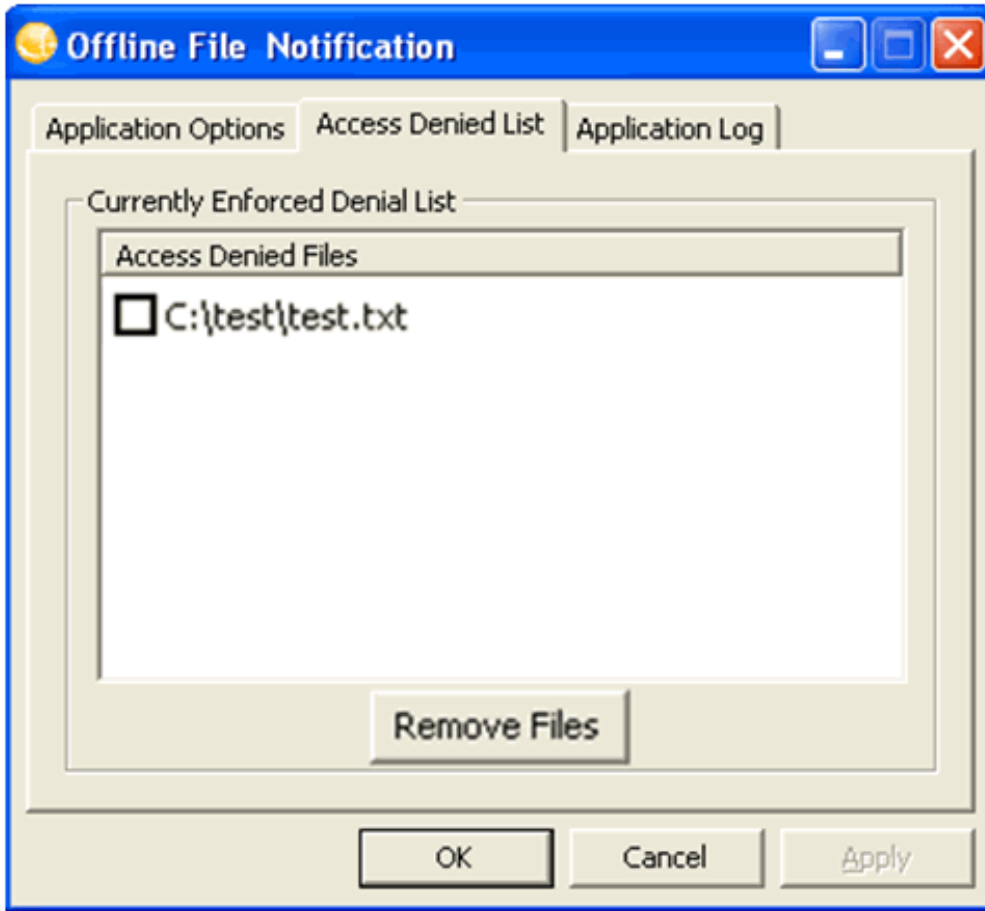 Offline File Notification
Application Options Access Denied List Application Log
Currently Enforced Denial List
Access Denied Files
C:\test\test.txt
Remove Files
OK Cancel Apply